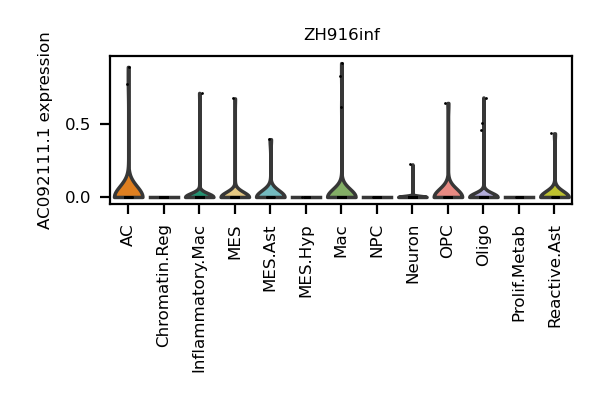 ZH916inf
AC092111.1 expression
0.5
0.0
AC
Chromatin.Reg
Inflammatory.Mac
MES
MES.Ast
MES.Hyp
Mac
NPC
Neuron
OPC
Oligo
Prolif.Metab
Reactive.Ast